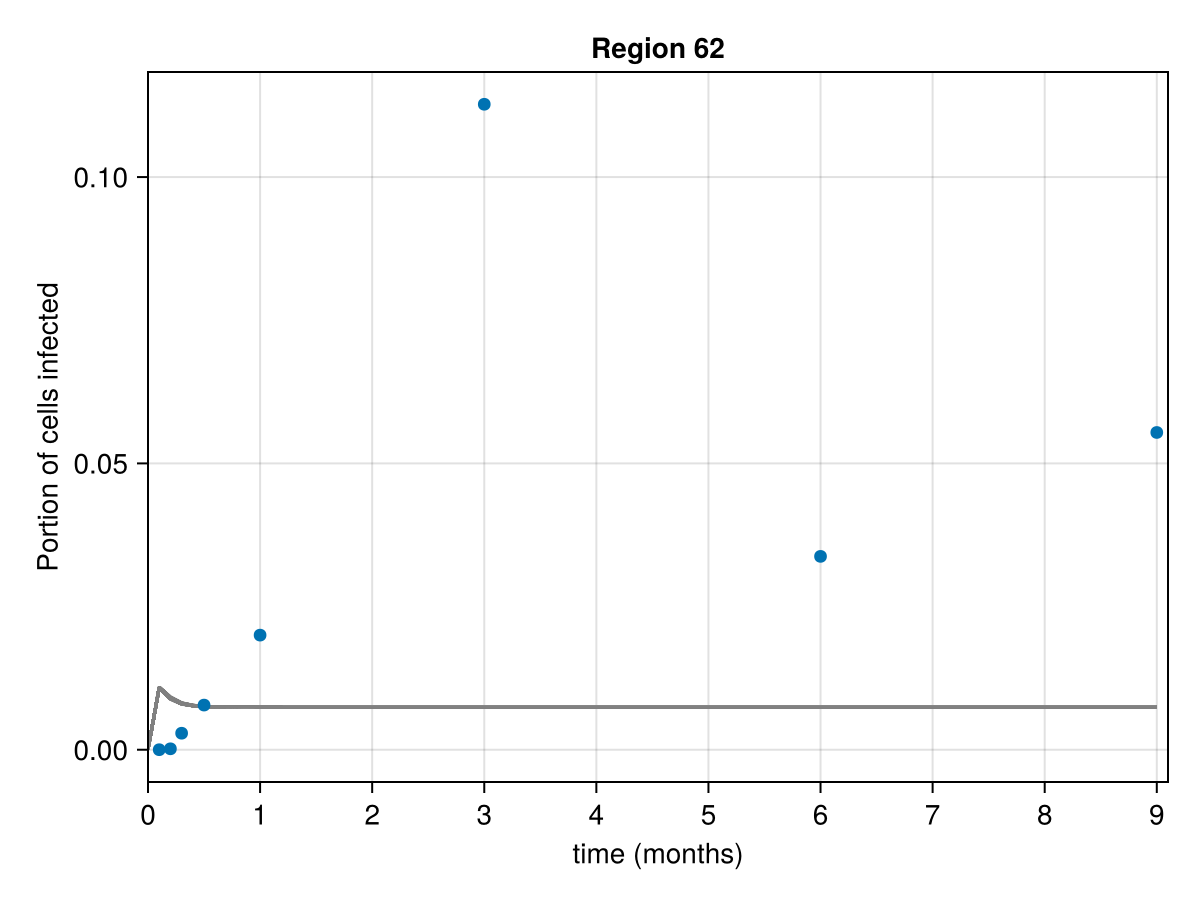 Region 62
0.10
0.05
0.00
Portion of cells infected
0 1 2 3 4 5 6 7 8 9
time (months)